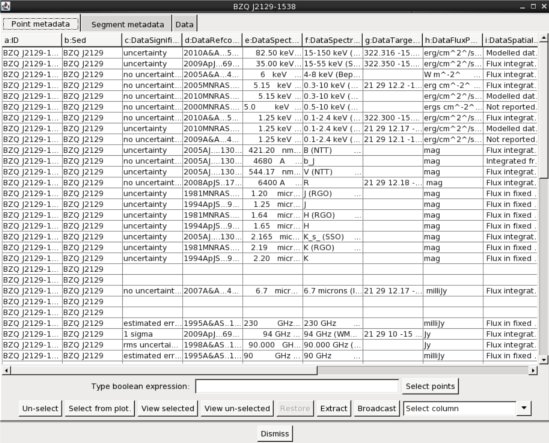 BZQ J2129-1538
Point metadata Segment metadata Data
a:ID b:Sed c:DataSignifi... d:DataRefco... e:DataSpect... f:DataSpectr... g:DataTarge... h:DataFluxP... i:DataSpatial...
BZQ J2129-1... BZQ J2129 uncertainty 2010A&A...5... 82.50 keV... 15-150 keV (... 322.316 -15.... erg/cm^2^/s... Modelled dat...
BZQ J2129-1... BZQ J2129 uncertainty 2009ApJ...69... 35.00 keV... 15-55 keV (S... 322.350 -15.... erg/cm^2^/s... Flux integrat...
BZQ J2129-1... BZQ J2129 no uncertaint... 2007A&A...4... 6 keV 4-8 keV (Bep... W m^-2^ Flux integrat...
BZQ J2129-1... BZQ J2129 no uncertaint... 2005MNRAS.... 5.15 keV 0.3-10 keV (... 21 29 12.2 -1... erg cm^-2^ ... Flux integrat...
BZQ J2129-1... BZQ J2129 no uncertaint... 2010MNRAS.... 5.15 keV 0.3-10 keV (... erg/cm^2^/s... Modelled dat...
BZQ J2129-1... BZQ J2129 no uncertaint... 2000MNRAS.... 5.0 keV 0.5-10 keV (... ergs cm^-2^... Not reported...
BZQ J2129-1... BZQ J2129 no uncertaint... 2010A&A...5... 1.25 keV 0.1-2.4 keV (... 322.300 -15.... erg/cm^2^/s... Flux integrat...
BZQ J2129-1... BZQ J2129 uncertainty 2010MNRAS.... 1.25 keV 0.1-2.4 keV (... 21 29 12.17 -... erg/cm^2^/s... Modelled dat...
BZQ J2129-1... BZQ J2129 no uncertaint... 2009A&A...4... 1.25 keV 0.1-2.4 keV (... 21 29 12.1 -1... erg/cm^2^/s... Not reported...
BZQ J2129-1... BZQ J2129 uncertainty 2005AJ....130... 421.20 nm... B (NTT) ... mag Flux integrat...
BZQ J2129-1... BZQ J2129 uncertainty 2005AJ....130... 4680 A ... b_J ... mag Integrated fr...
BZQ J2129-1... BZQ J2129 uncertainty 2005AJ....130... 544.17 nm... V (NTT) ... mag Flux integrat...
BZQ J2129-1... BZQ J2129 no uncertaint... 2008ApJS..17... 6400 A ... R 21 29 12.18 -... mag Flux integrat...
BZQ J2129-1... BZQ J2129 uncertainty 1981MNRAS.... 1.20 micr... J (RGO) ... mag Flux in fixed ...
BZQ J2129-1... BZQ J2129 uncertainty 1994ApJS...9... 1.25 micr... J ... mag Flux in fixed ...
BZQ J2129-1... BZQ J2129 uncertainty 1981MNRAS.... 1.64 micr... H (RGO) ... mag Flux in fixed ...
BZQ J2129-1... BZQ J2129 uncertainty 1994ApJS...9... 1.65 micr... H ... mag Flux in fixed ...
BZQ J2129-1... BZQ J2129 uncertainty 2005AJ....130... 2.165 mic... K_s_ (SSO) ... mag Flux integrat...
BZQ J2129-1... BZQ J2129 uncertainty 1981MNRAS.... 2.19 micr... K (RGO) ... mag Flux in fixed ...
BZQ J2129-1... BZQ J2129 uncertainty 1994ApJS...9... 2.20 micr... K ... mag Flux in fixed ...
BZQ J2129-1... BZQ J2129
BZQ J2129-1... BZQ J2129 no uncertaint... 2007A&A...4... 6.7 micr... 6.7 microns (I... 21 29 12.17 -... milliJy Flux integrat...
BZQ J2129-1... BZQ J2129
BZQ J2129-1... BZQ J2129
BZQ J2129-1... BZQ J2129 estimated err... 1995A&AS..1... 230 GHz ... 230 GHz ... milliJy Flux in fixed ...
BZQ J2129-1... BZQ J2129 1 sigma 2009ApJ...69... 94 GHz ... 94 GHz (WM... 21 29 10 -15 ... Jy Flux integrat...
BZQ J2129-1... BZQ J2129 rms uncertai... 1998A&AS..1... 90.000 GH... 90.000 GHz (... Jy Flux integrat...
BZQ J2129-1... BZQ J2129 estimated err... 1995A&AS..1... 90 GHz ... 90 GHz ... milliJy Flux in fixed ...
Type boolean expression: Select points
Un-select Select from plot. View selected View un-selected Restore Extract Broadcast Select column
Dismiss